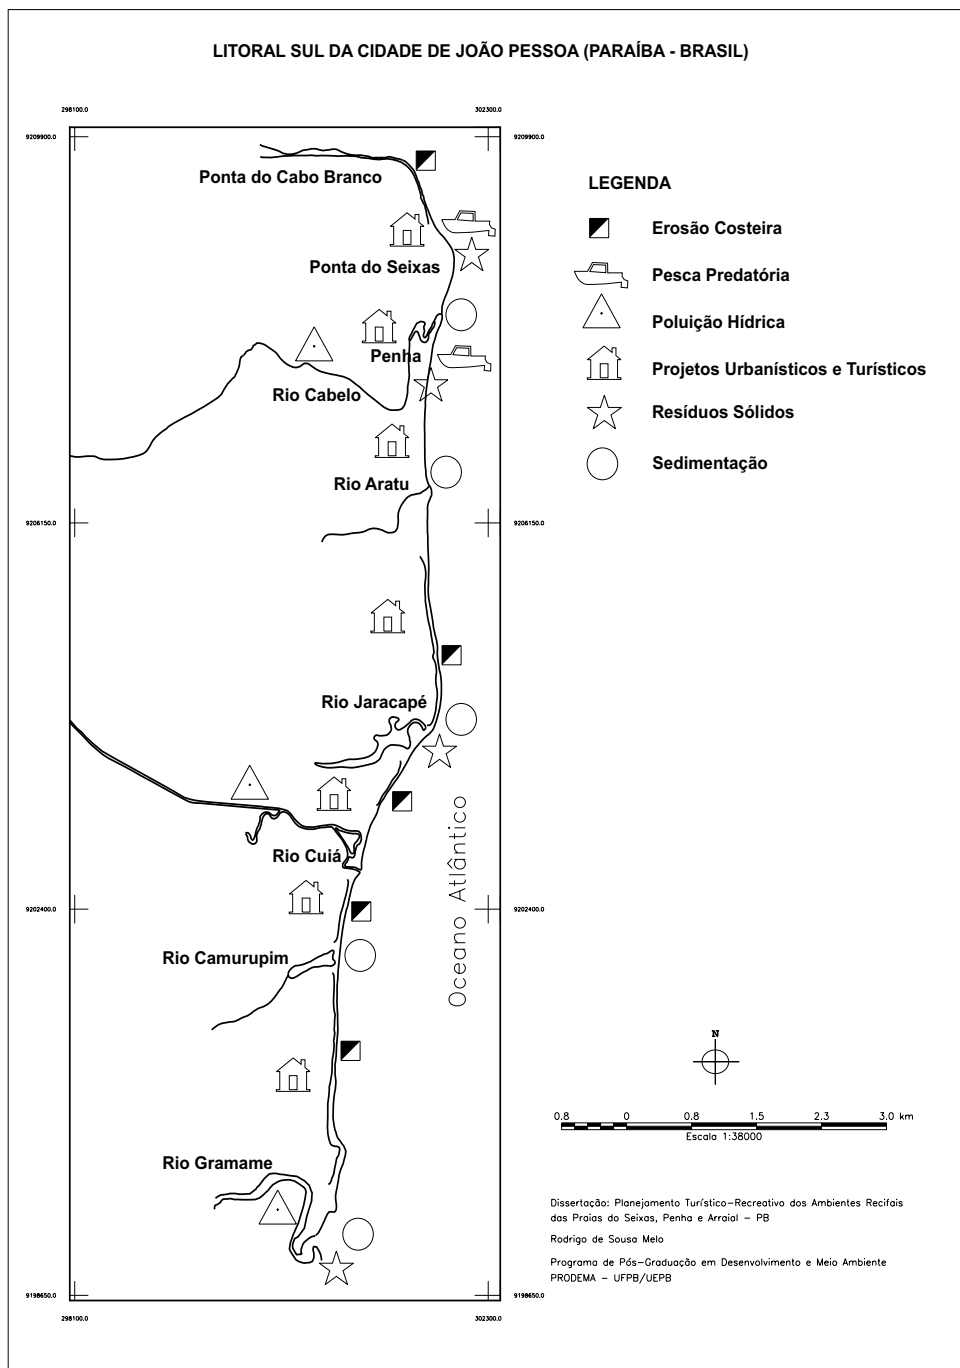 LITORAL SUL DA CIDADE DE JOÃO PESSOA (PARAÍBA - BRASIL)
298100.0
302300.0
9209900.0
9209900.0
Ponta do Cabo Branco
Ponta do Seixas
Penha
Rio Cabelo
Rio Aratu
9206150.0
9206150.0
Rio Jaracapé
Rio Cuiá
Oceano Atlântico
9202400.0
9202400.0
Rio Camurupim
Rio Gramame
9198650.0
9198650.0
298100.0
302300.0
LEGENDA
Erosão Costeira
Pesca Predatória
Poluição Hídrica
Projetos Urbanísticos e Turísticos
Resíduos Sólidos
Sedimentação
N
0.8 0 0.8 1.5 2.3 3.0 km
Escala 1:38000
Dissertação: Planejamento Turístico-Recreativo dos Ambientes Recifais
das Praias do Seixas, Penha e Arraial - PB
Rodrigo de Sousa Melo
Programa de Pós-Graduação em Desenvolvimento e Meio Ambiente
PRODEMA - UFPB/UEPB